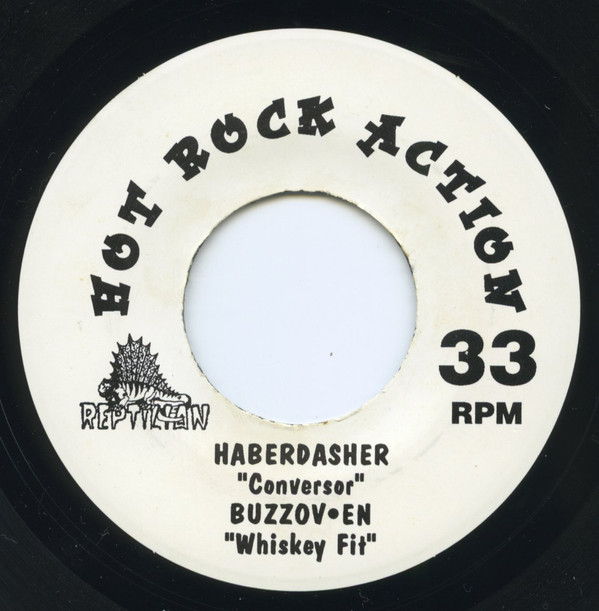 HOT ROCK ACTION
33
RPM
REPTILIAN
HABERDASHER
"Conversor"
BUZZOV•EN
"Whiskey Fit"